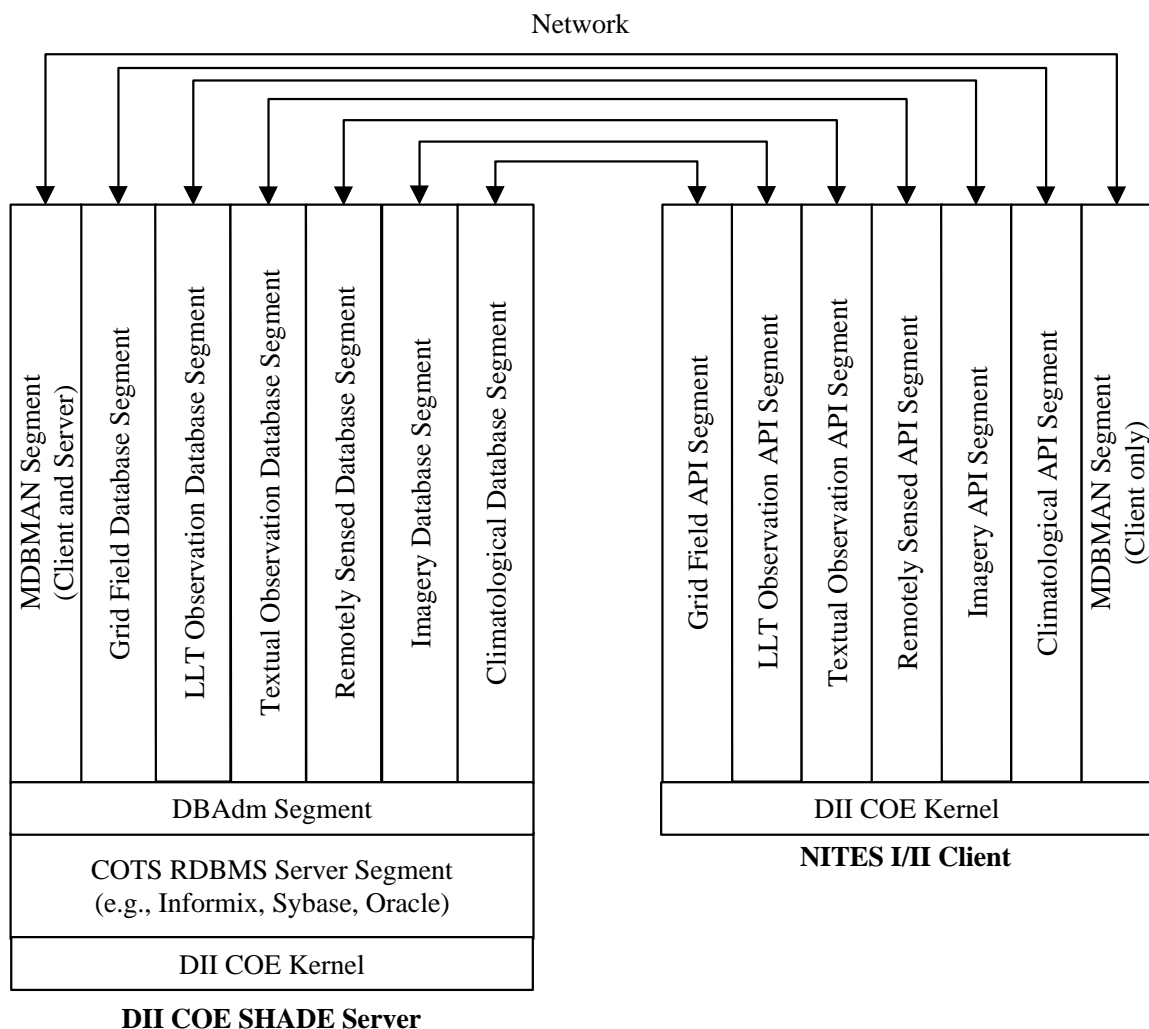 Network
MDBMAN Segment
(Client and Server)
Grid Field Database Segment
LLT Observation Database Segment
Textual Observation Database Segment
Remotely Sensed Database Segment
Imagery Database Segment
Climatological Database Segment
DBAdm Segment
COTS RDBMS Server Segment
(e.g., Informix, Sybase, Oracle)
DII COE Kernel
DII COE SHADE Server
Grid Field API Segment
LLT Observation API Segment
Textual Observation API Segment
Remotely Sensed API Segment
Imagery API Segment
Climatological API Segment
MDBMAN Segment
(Client only)
DII COE Kernel
NITES I/II Client